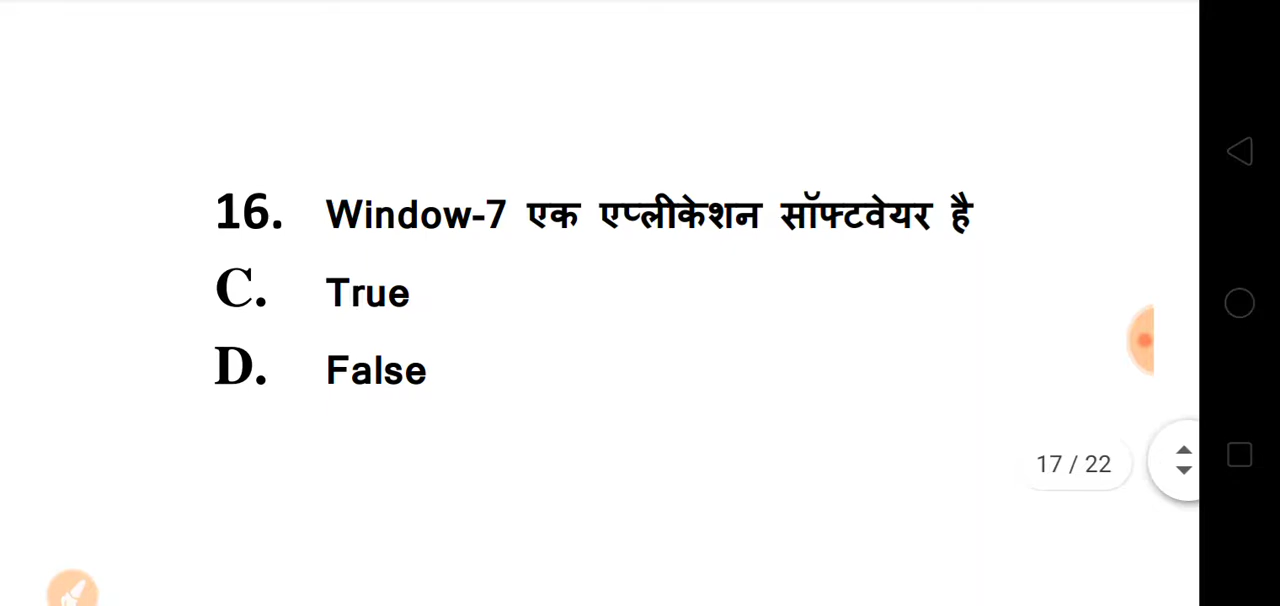 16. Window-7 एक एप्लीकेशन सॉफ्टवेयर है
C. True
D. False
17 / 22